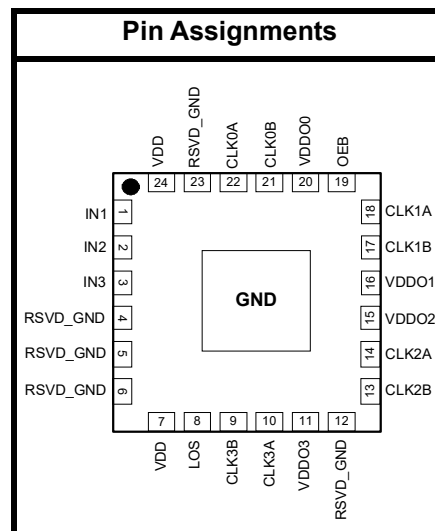 Pin Assignments
VDD
RSVD_GND
CLK0A
CLK0B
VDDO0
OEB
24 23 22 21 20 19
IN1 1
IN2 2
IN3 3
RSVD_GND 4
RSVD_GND 5
RSVD_GND 6
GND
18 CLK1A
17 CLK1B
16 VDDO1
15 VDDO2
14 CLK2A
13 CLK2B
7 8 9 10 11 12
VDD
LOS
CLK3B
CLK3A
VDDO3
RSVD_GND